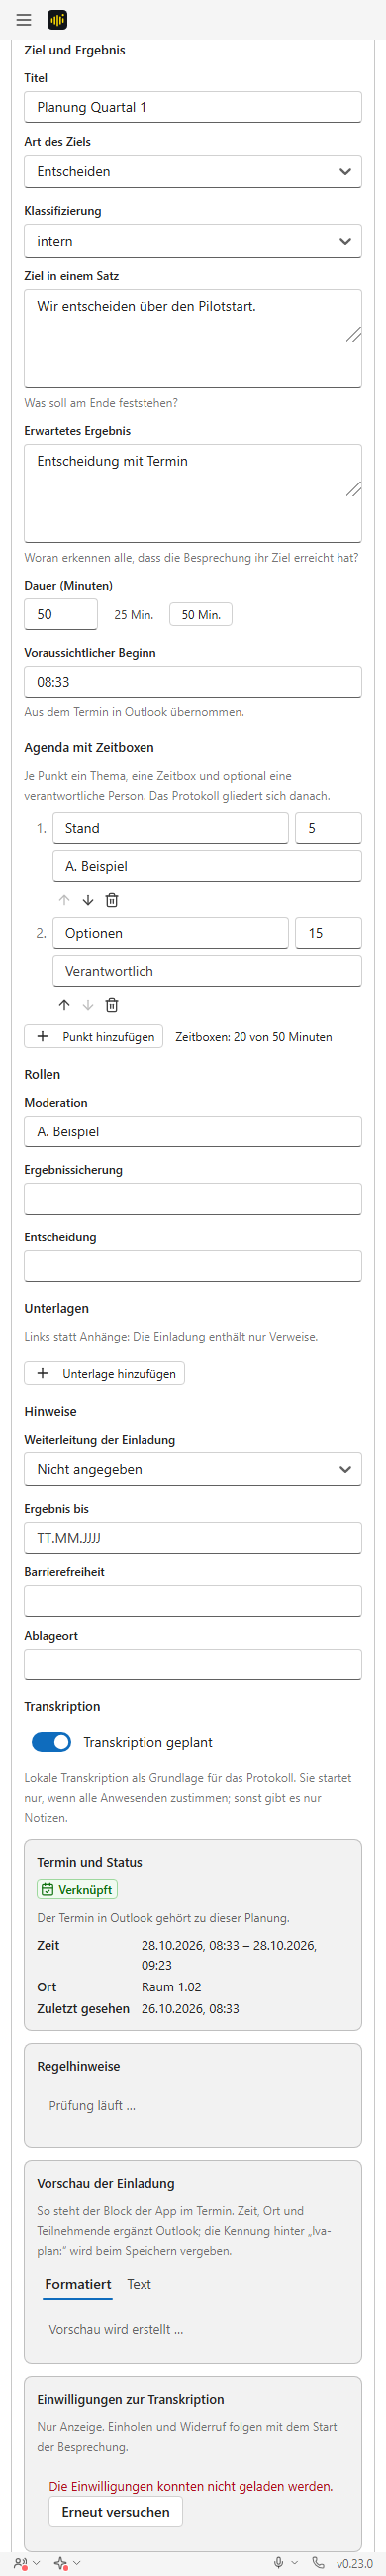 Ziel und Ergebnis
Titel
Planung Quartal 1
Art des Ziels
Entscheiden
Klassifizierung
intern
Ziel in einem Satz
Wir entscheiden über den Pilotstart.
Was soll am Ende feststehen?
Erwartetes Ergebnis
Entscheidung mit Termin
Woran erkennen alle, dass die Besprechung ihr Ziel erreicht hat?
Dauer (Minuten)
50 25 Min. 50 Min.
Voraussichtlicher Beginn
08:33
Aus dem Termin in Outlook übernommen.
Agenda mit Zeitboxen
Je Punkt ein Thema, eine Zeitbox und optional eine
verantwortliche Person. Das Protokoll gliedert sich danach.
1. Stand 5
A. Beispiel
2. Optionen 15
Verantwortlich
Punkt hinzufügen Zeitboxen: 20 von 50 Minuten
Rollen
Moderation
A. Beispiel
Ergebnissicherung
Entscheidung
Unterlagen
Links statt Anhänge: Die Einladung enthält nur Verweise.
Unterlage hinzufügen
Hinweise
Weiterleitung der Einladung
Nicht angegeben
Ergebnis bis
TT.MM.JJJJ
Barrierefreiheit
Ablageort
Transkription
Transkription geplant
Lokale Transkription als Grundlage für das Protokoll. Sie startet
nur, wenn alle Anwesenden zustimmen; sonst gibt es nur
Notizen.
Termin und Status
Verknüpft
Der Termin in Outlook gehört zu dieser Planung.
Zeit 28.10.2026, 08:33 – 28.10.2026,
09:23
Ort Raum 1.02
Zuletzt gesehen 26.10.2026, 08:33
Regelhinweise
Prüfung läuft ...
Vorschau der Einladung
So steht der Block der App im Termin. Zeit, Ort und
Teilnehmende ergänzt Outlook; die Kennung hinter „Iva-
plan:“ wird beim Speichern vergeben.
Formatiert Text
Vorschau wird erstellt ...
Einwilligungen zur Transkription
Nur Anzeige. Einholen und Widerruf folgen mit dem Start
der Besprechung.
Die Einwilligungen konnten nicht geladen werden.
Erneut versuchen
v0.23.0